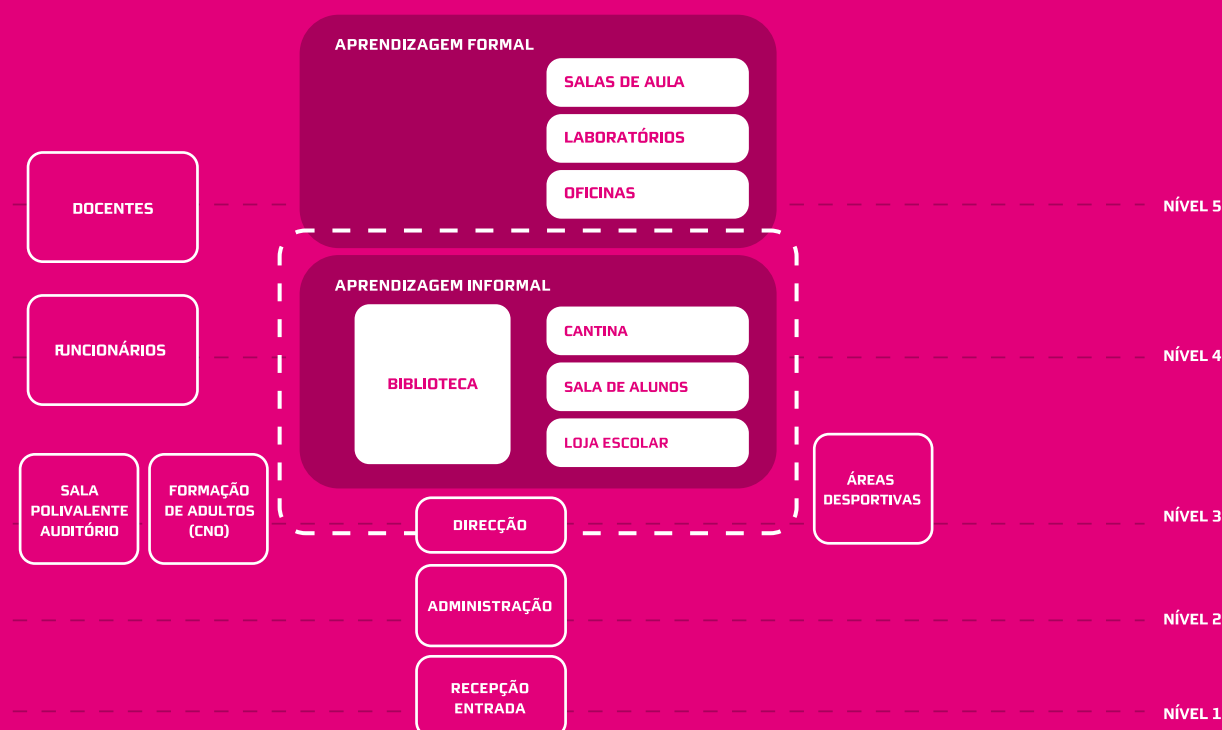 APRENDIZAGEM FORMAL
SALAS DE AULA
LABORATÓRIOS
OFICINAS
DOCENTES
NÍVEL 5
APRENDIZAGEM INFORMAL
BIBLIOTECA
CANTINA
SALA DE ALUNOS
LOJA ESCOLAR
FUNCIONÁRIOS
NÍVEL 4
SALA
POLIVALENTE
AUDITÓRIO
FORMAÇÃO
DE ADULTOS
(CNO)
DIRECÇÃO
ÁREAS
DESPORTIVAS
NÍVEL 3
ADMINISTRAÇÃO
NÍVEL 2
RECEPÇÃO
ENTRADA
NÍVEL 1